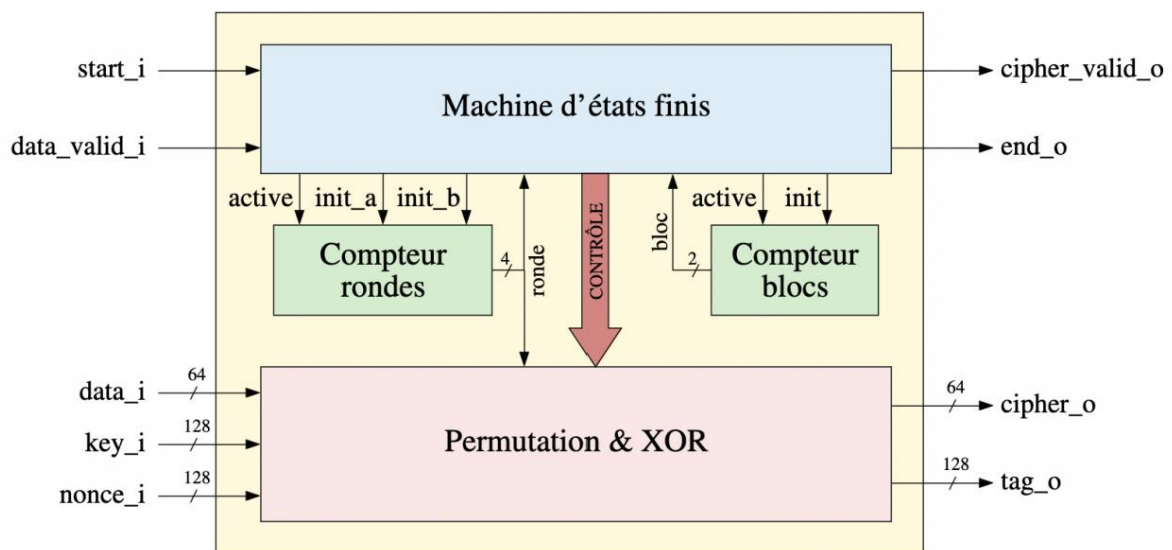 start_i
cipher_valid_o
Machine d'états finis
data_valid_i
end_o
active
init_a
init_b
active
init
Compteur
rondes
4
ronde
CONTRÔLE
bloc
2
Compteur
blocs
data_i
64
64
cipher_o
key_i
128
Permutation & XOR
nonce_i
128
128
tag_o